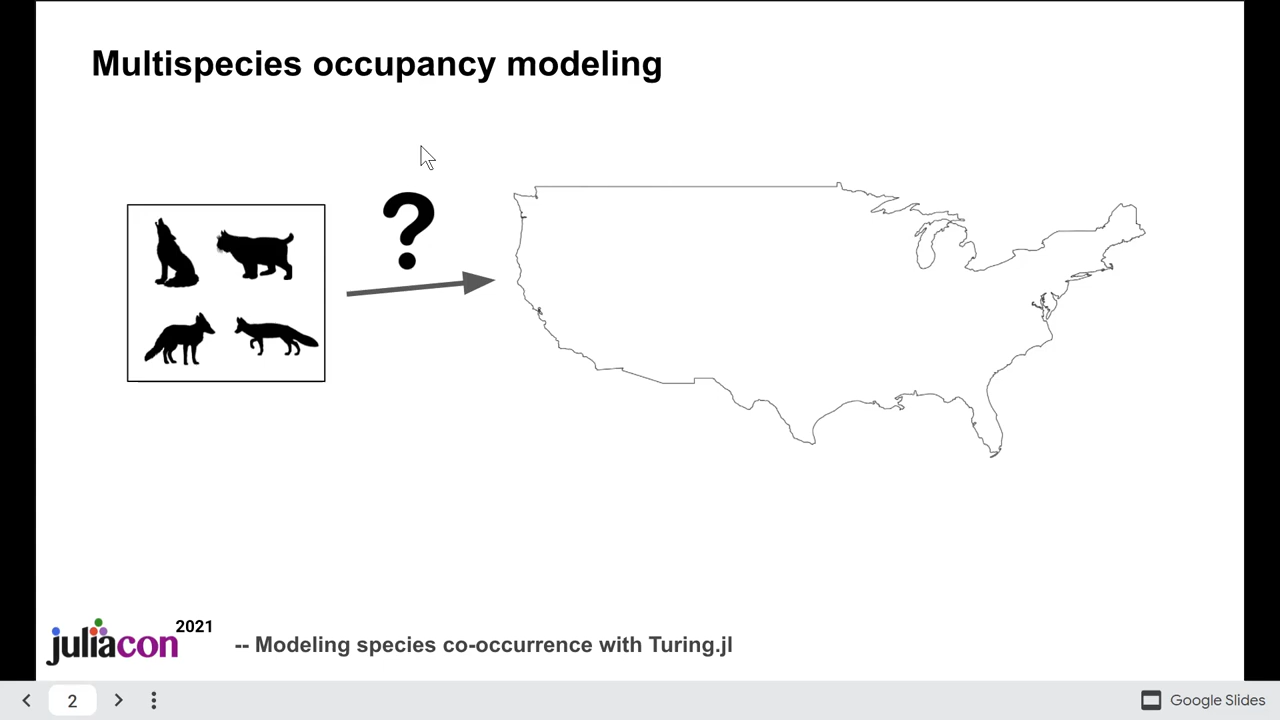 Multispecies occupancy modeling
?
juliacon 2021
-- Modeling species co-occurrence with Turing.jl
2
Google Slides